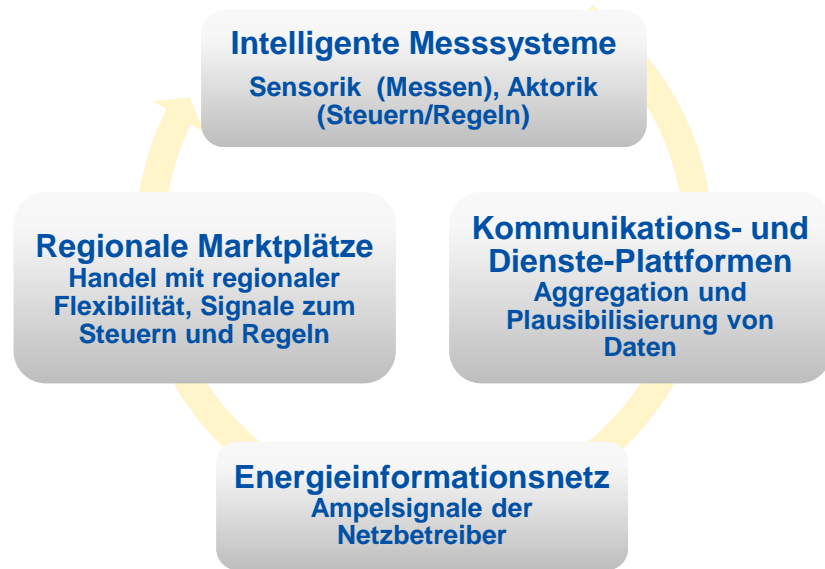 Intelligente Messsysteme
Sensorik (Messen), Aktorik
(Steuern/Regeln)
Regionale Marktplätze
Handel mit regionaler
Flexibilität, Signale zum
Steuern und Regeln
Kommunikations- und
Dienste-Plattformen
Aggregation und
Plausibilisierung von
Daten
Energieinformationsnetz
Ampelsignale der
Netzbetreiber